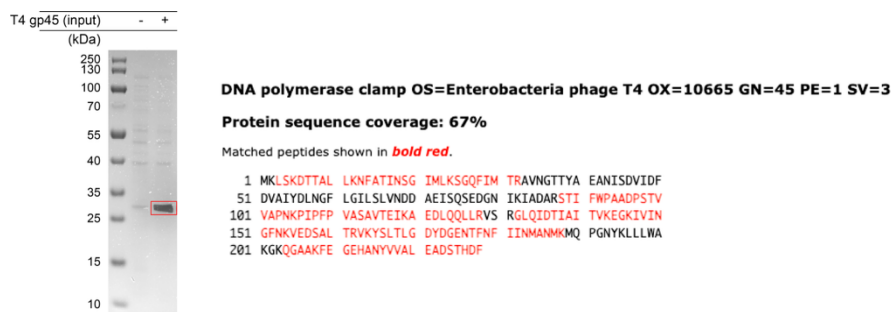 T4 gp45 (input) - +
(kDa)
250
130
100
70
55
40
35
25
15
10
DNA polymerase clamp OS=Enterobacteria phage T4 OX=10665 GN=45 PE=1 SV=3
Protein sequence coverage: 67%
Matched peptides shown in bold red.
1 MKLSKDTTAL LKNFATINSG IMLKSGQFIM TRAVNGTTYA EANISDVIDF
51 DVAIYDLNGF LGILSLVNDD AEISQSEDGN IKIADARSTI FWPAADPSTV
101 VAPNKPIPFP VASAVTEIKA EDLQQLLRVS RGLQIDTIAI TVKEGKIVIN
151 GFNKVEDSAL TRVKYSLTLG DYDGENTFNF IINMANMKMQ PGNYKLLLWA
201 KGKQGAAKFE GEHANYVVAL EADSTHDF